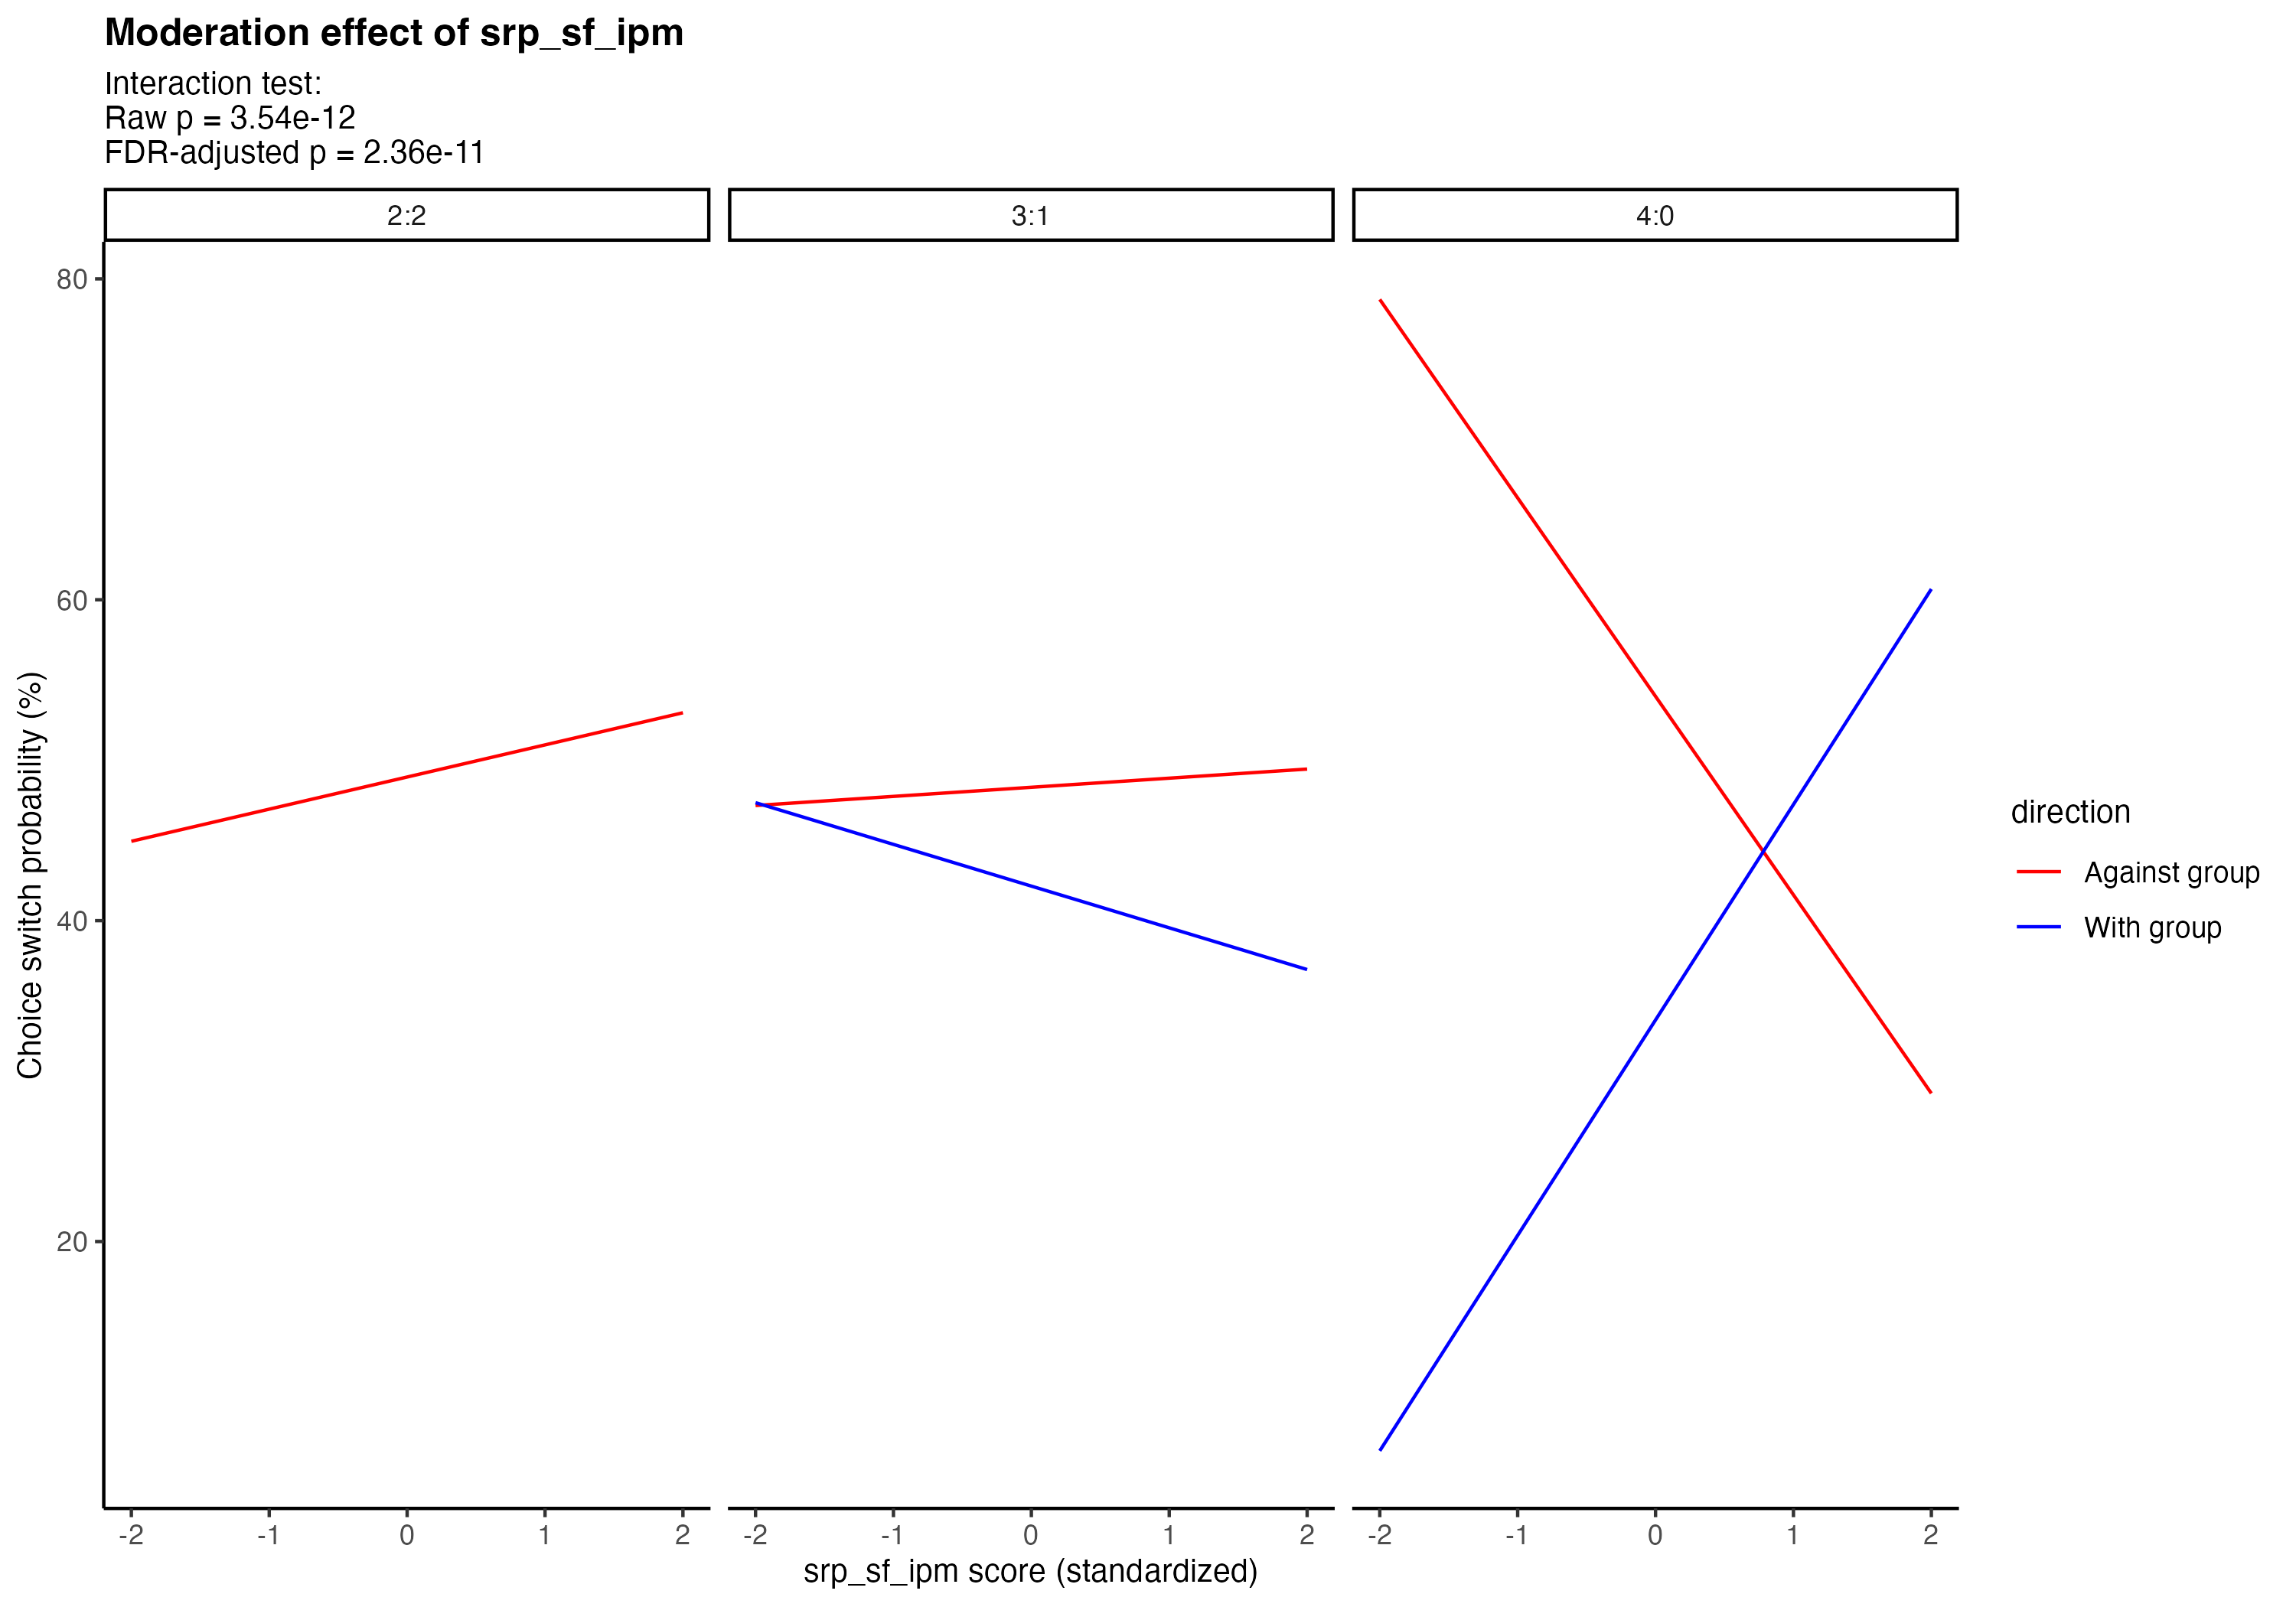 Moderation effect of srp_sf_ipm
Interaction test:
Raw p = 3.54e-12
FDR-adjusted p = 2.36e-11
2:2
3:1
4:0
80
60
40
20
Choice switch probability (%)
-2 -1 0 1 2
-2 -1 0 1 2
-2 -1 0 1 2
srp_sf_ipm score (standardized)
direction
Against group
With group